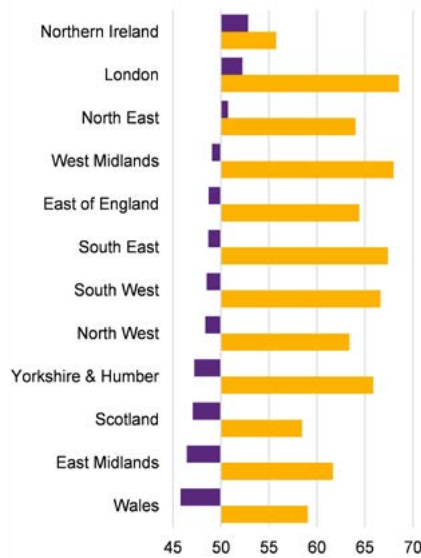 Northern Ireland
London
North East
West Midlands
East of England
South East
South West
North West
Yorkshire & Humber
Scotland
East Midlands
Wales
45 50 55 60 65 70